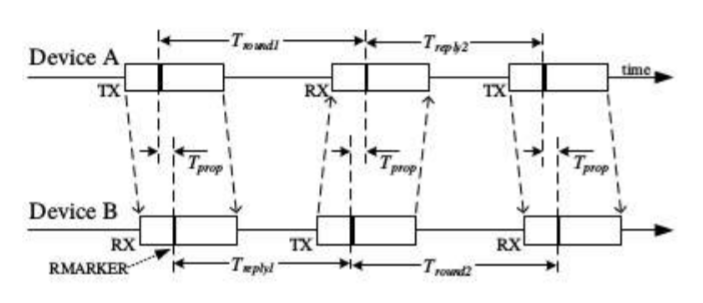 T_round1 T_reply2
Device A time
TX RX TX
T_prop T_prop T_prop
Device B
RX TX RX
RMARKER T_reply1 T_round2